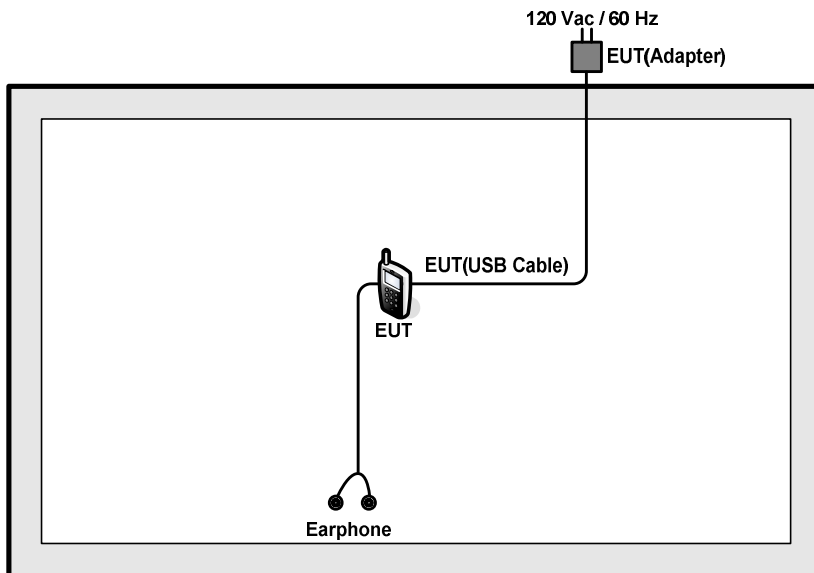 120 Vac / 60 Hz
EUT(Adapter)
EUT(USB Cable)
EUT
Earphone